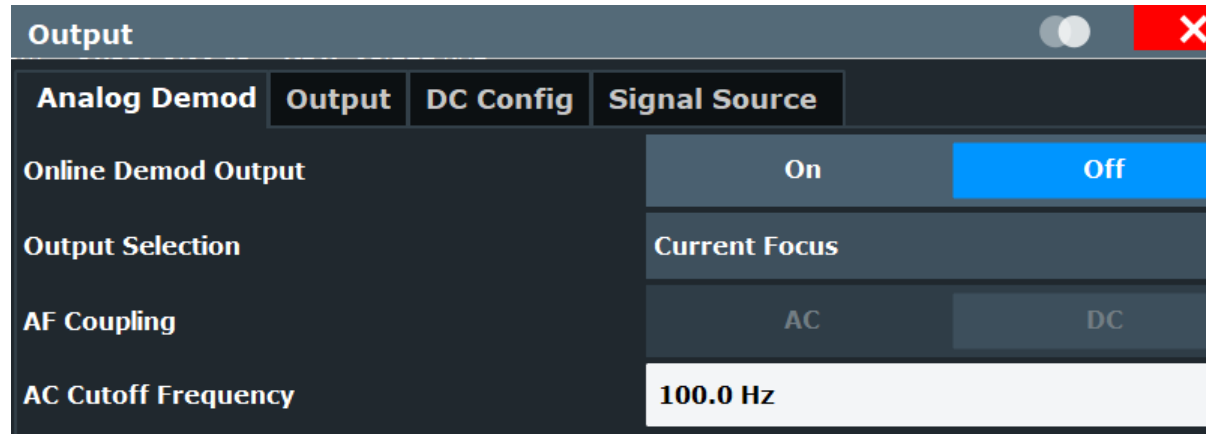 Output
Analog Demod Output DC Config Signal Source
Online Demod Output On Off
Output Selection Current Focus
AF Coupling AC DC
AC Cutoff Frequency 100.0 Hz